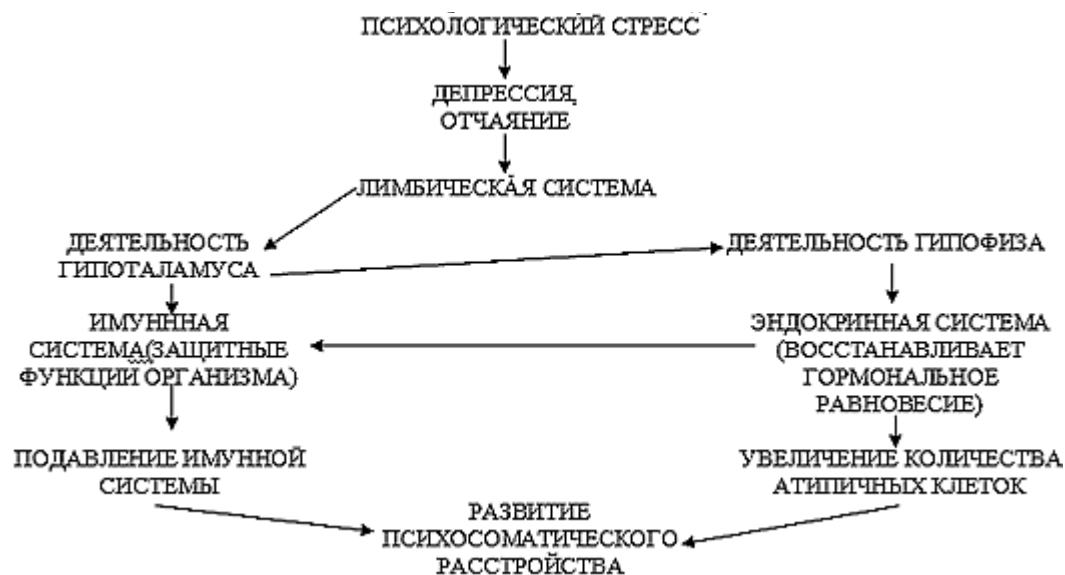 ПСИХОЛОГИЧЕСКИЙ СТРЕСС
ДЕПРЕССИЯ,
ОТЧАЯНИЕ
ЛИМБИЧЕСКАЯ СИСТЕМА
ДЕЯТЕЛЬНОСТЬ
ГИПОТАЛАМУСА
ДЕЯТЕЛЬНОСТЬ ГИПОФИЗА
ИМУНННАЯ
СИСТЕМА(ЗАЩИТНЫЕ
ФУНКЦИИ ОРГАНИЗМА)
ЭНДОКРИННАЯ СИСТЕМА
(ВОССТАНАВЛИВАЕТ
ГОРМОНАЛЬНОЕ
РАВНОВЕСИЕ)
ПОДАВЛЕНИЕ ИМУННОЙ
СИСТЕМЫ
УВЕЛИЧЕНИЕ КОЛИЧЕСТВА
АТИПИЧНЫХ КЛЕТОК
РАЗВИТИЕ
ПСИХОСОМАТИЧЕСКОГО
РАССТРОЙСТВА